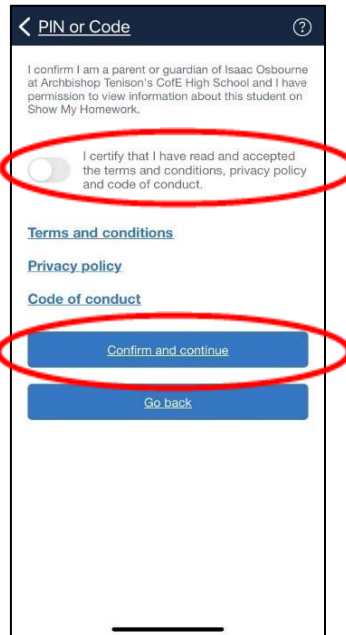 PIN or Code
?
I confirm I am a parent or guardian of Isaac Osbourne
at Archbishop Tenison's CofE High School and I have
permission to view information about this student on
Show My Homework.
I certify that I have read and accepted
the terms and conditions, privacy policy
and code of conduct.
Terms and conditions
Privacy policy
Code of conduct
Confirm and continue
Go back